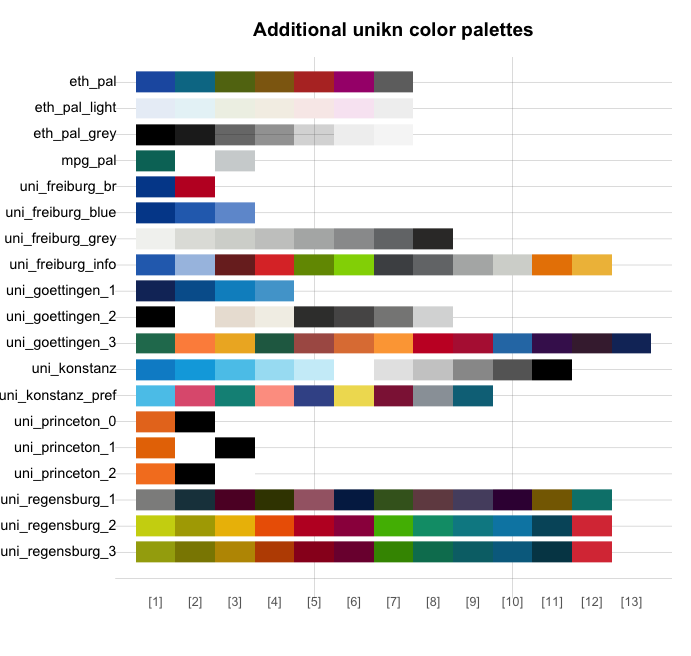 Additional unikn color palettes
eth_pal
eth_pal_light
eth_pal_grey
mpg_pal
uni_freiburg_br
uni_freiburg_blue
uni_freiburg_grey
uni_freiburg_info
uni_goettingen_1
uni_goettingen_2
uni_goettingen_3
uni_konstanz
uni_konstanz_pref
uni_princeton_0
uni_princeton_1
uni_princeton_2
uni_regensburg_1
uni_regensburg_2
uni_regensburg_3
[1] [2] [3] [4] [5] [6] [7] [8] [9] [10] [11] [12] [13]